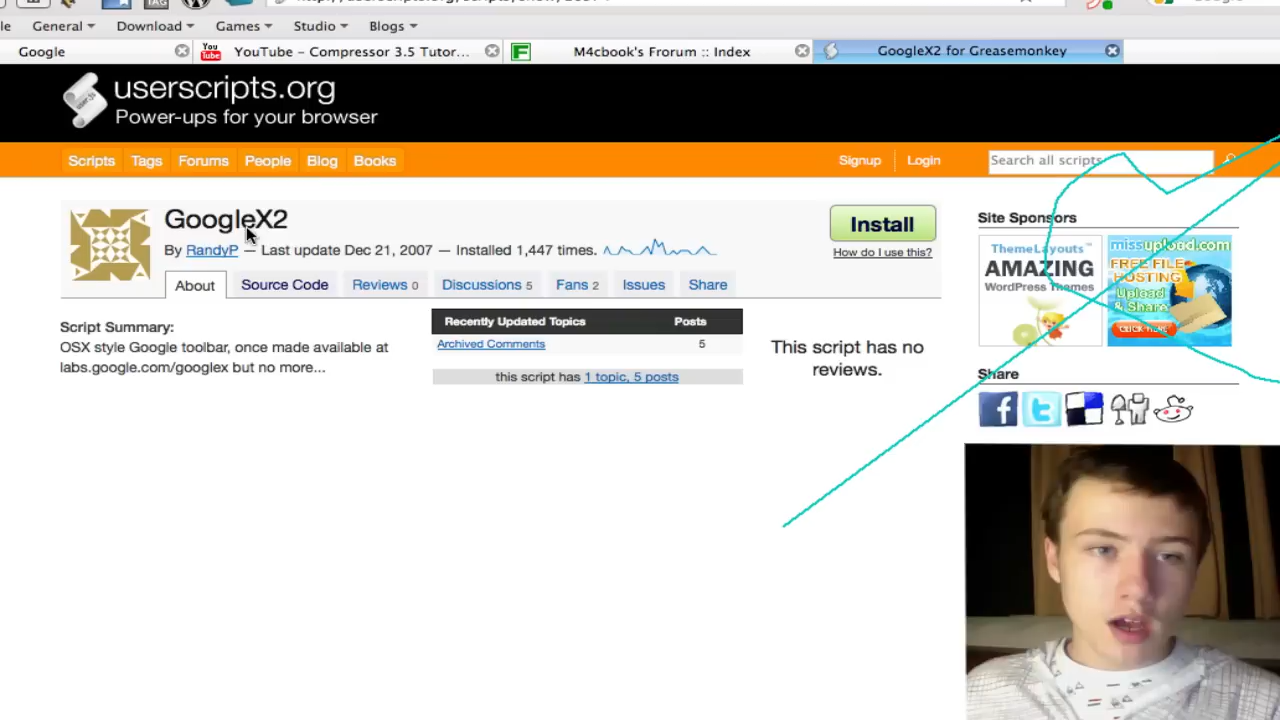 General
Download
Games
Studio
Blogs
Google
YouTube – Compressor 3.5 Tutor...
M4cbook's Frorum :: Index
GoogleX2 for Greasemonkey
userscripts.org
Power-ups for your browser
Scripts Tags Forums People Blog Books
Signup Login
Search all scripts
GoogleX2
By RandyP — Last update Dec 21, 2007 — Installed 1,447 times.
Install
How do I use this?
About Source Code Reviews 0 Discussions 5 Fans 2 Issues Share
Script Summary:
OSX style Google toolbar, once made available at
labs.google.com/googlex but no more...
Recently Updated Topics Posts
Archived Comments 5
this script has 1 topic, 5 posts
This script has no
reviews.
Site Sponsors
ThemeLayouts™
AMAZING
WordPress Themes
missupload.com
FREE FILE
HOSTING
Upload
& Share
CLICK HERE
Share